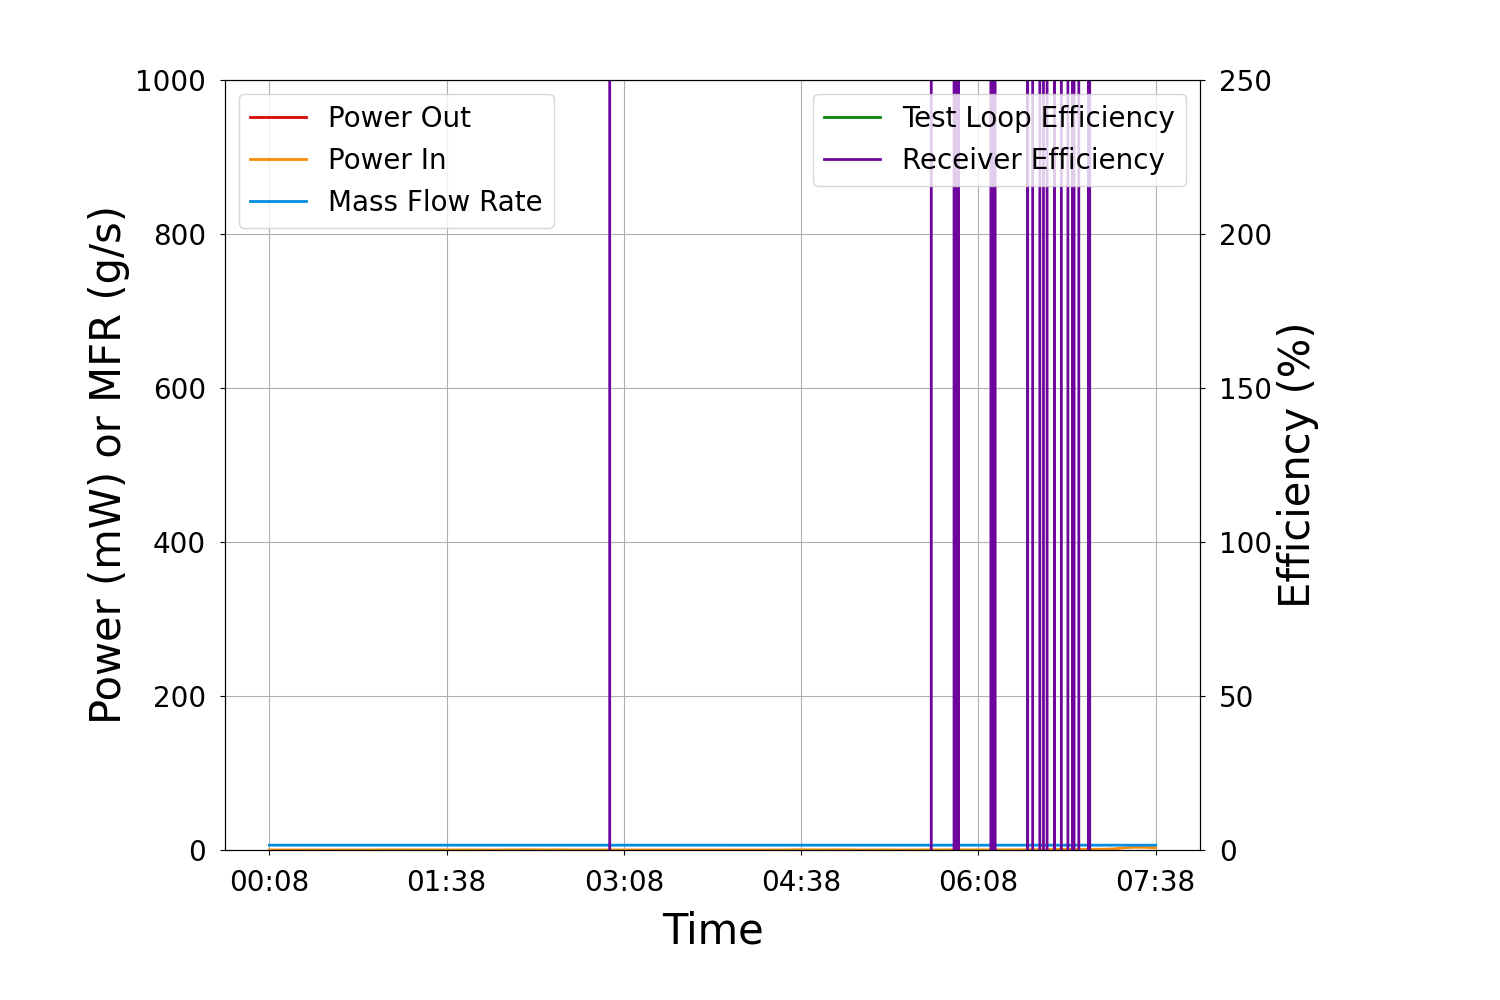 1000
800
600
400
200
0
Power (mW) or MFR (g/s)
Power Out
Power In
Mass Flow Rate
Test Loop Efficiency
Receiver Efficiency
250
200
150
100
50
0
Efficiency (%)
00:08 01:38 03:08 04:38 06:08 07:38
Time